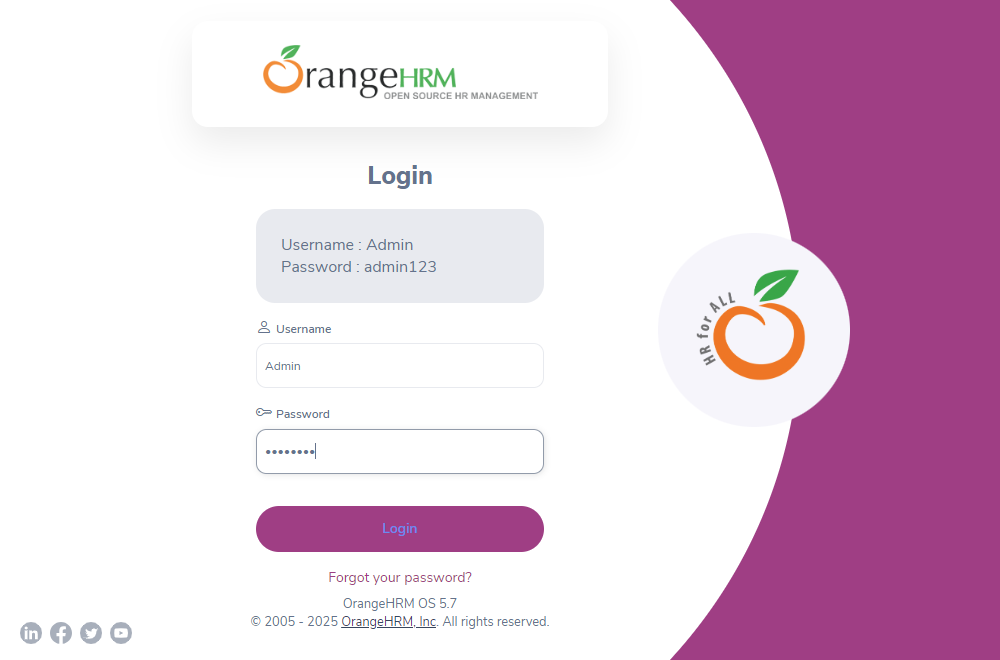 OrangeHRM
OPEN SOURCE HR MANAGEMENT
Login
Username : Admin
Password : admin123
Username
Admin
Password
••••••••
Login
Forgot your password?
OrangeHRM OS 5.7
© 2005 - 2025 OrangeHRM, Inc. All rights reserved.
HR for ALL